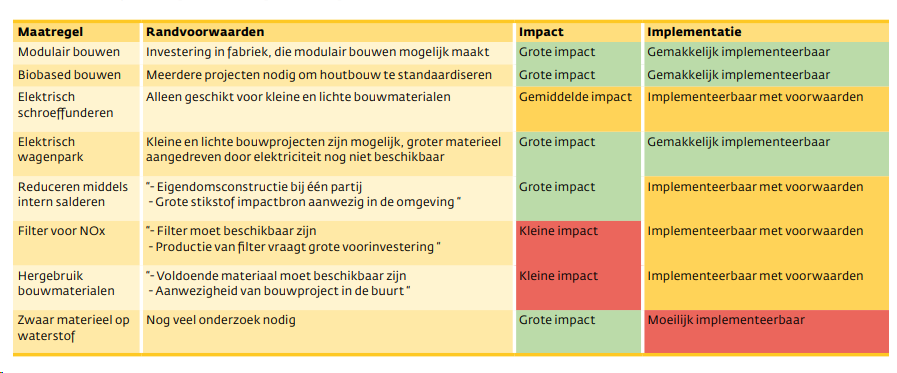 Maatregel Randvoorwaarden Impact Implementatie
Modulair bouwen Investering in fabriek, die modulair bouwen mogelijk maakt Grote impact Gemakkelijk implementeerbaar
Biobased bouwen Meerdere projecten nodig om houtbouw te standaardiseren Grote impact Gemakkelijk implementeerbaar
Elektrisch Alleen geschikt voor kleine en lichte bouwmaterialen Gemiddelde impact Implementeerbaar met voorwaarden
schroeffunderen
Elektrisch Kleine en lichte bouwprojecten zijn mogelijk, groter materieel Grote impact Gemakkelijk implementeerbaar
wagenpark aangedreven door elektriciteit nog niet beschikbaar
Reduceren middels "- Eigendomsconstructie bij één partij Grote impact Implementeerbaar met voorwaarden
intern salderen - Grote stikstof impactbron aanwezig in de omgeving "
Filter voor NOx "- Filter moet beschikbaar zijn Kleine impact Implementeerbaar met voorwaarden
- Productie van filter vraagt grote voorinvestering "
Hergebruik "- Voldoende materiaal moet beschikbaar zijn Kleine impact Implementeerbaar met voorwaarden
bouwmaterialen - Aanwezigheid van bouwproject in de buurt "
Zwaar materieel op Nog veel onderzoek nodig Grote impact Moeilijk implementeerbaar
waterstof